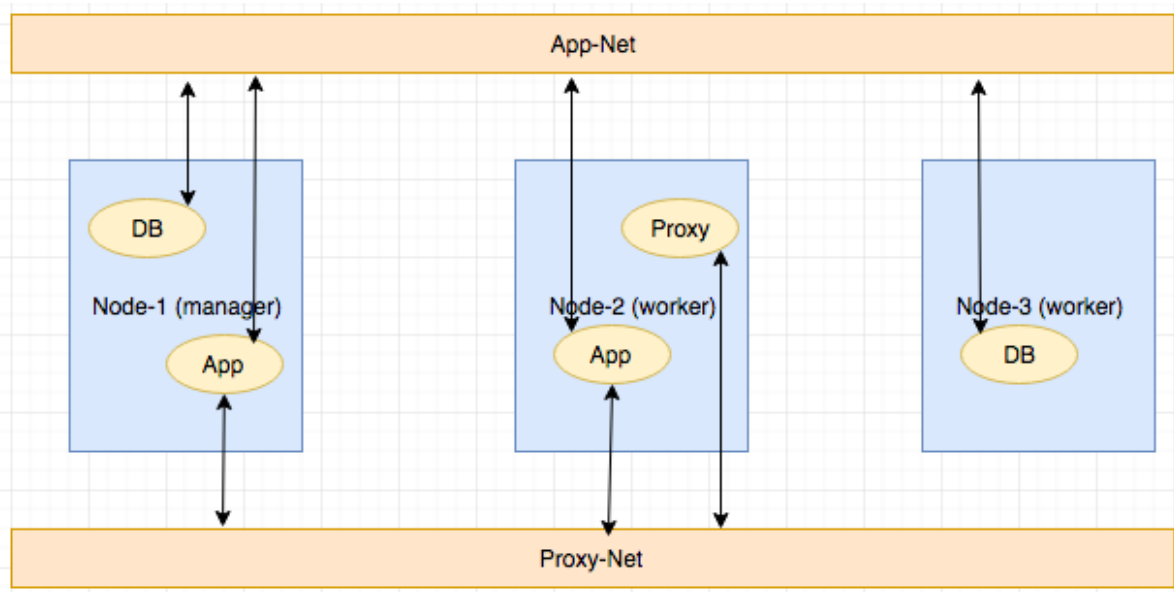 App-Net
DB
Node-1 (manager)
App
Proxy
Node-2 (worker)
App
Node-3 (worker)
DB
Proxy-Net